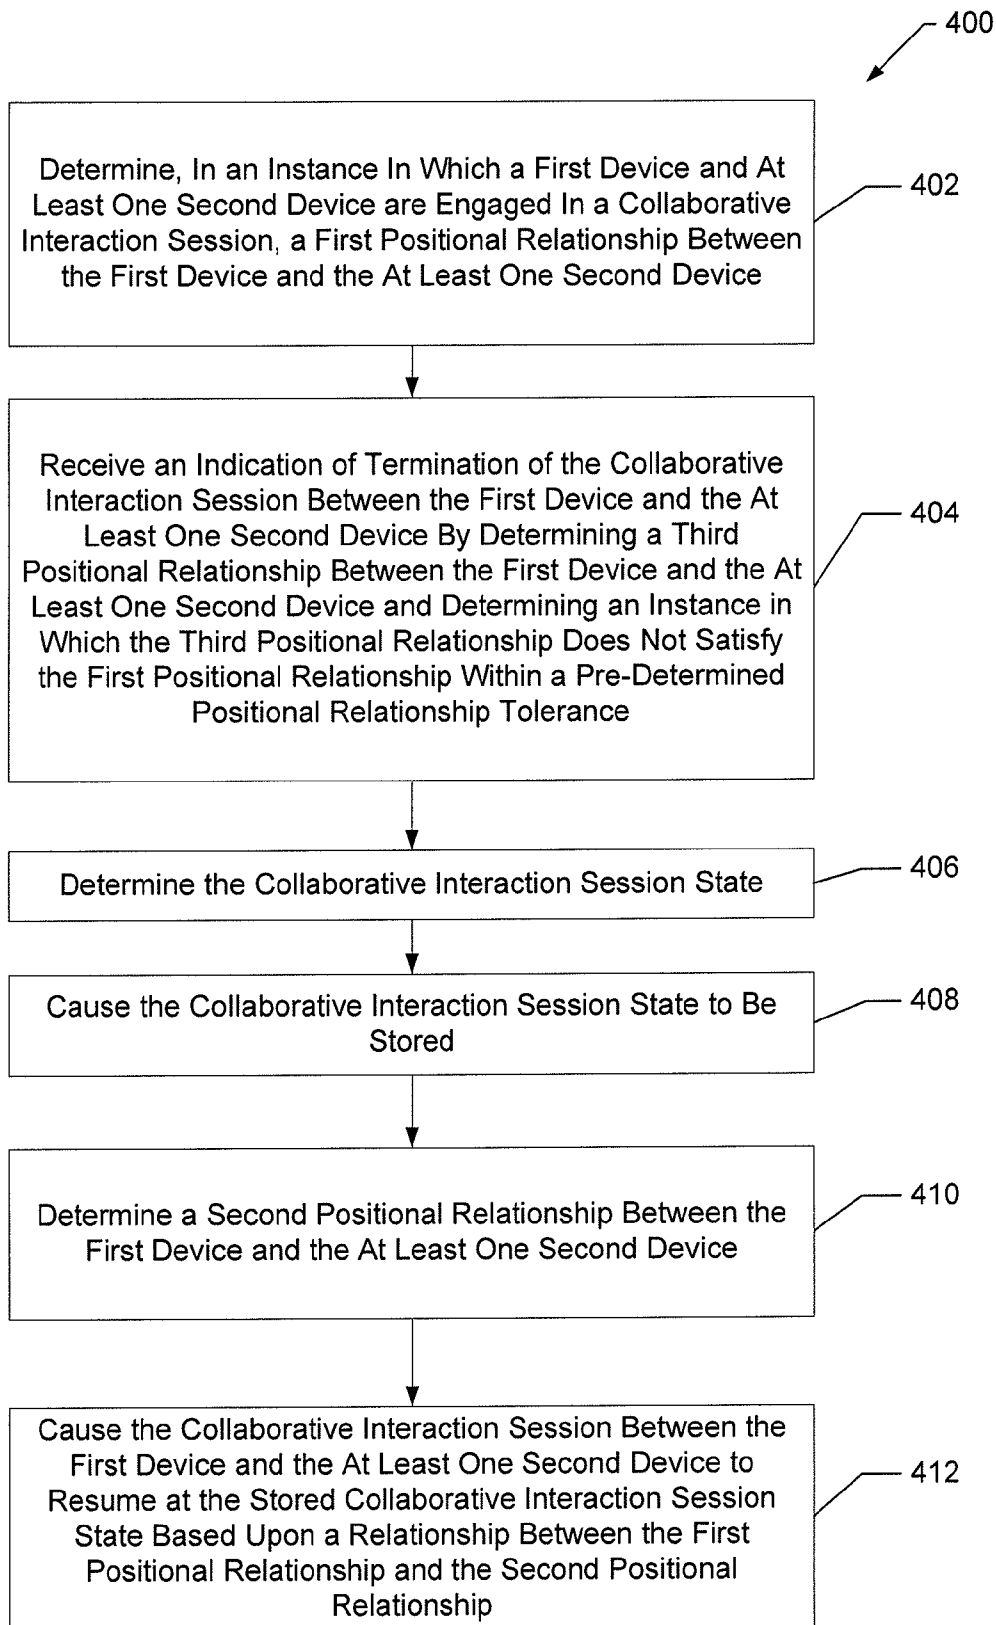 400
Determine, In an Instance In Which a First Device and At
Least One Second Device are Engaged In a Collaborative
Interaction Session, a First Positional Relationship Between
the First Device and the At Least One Second Device
402
Receive an Indication of Termination of the Collaborative
Interaction Session Between the First Device and the At
Least One Second Device By Determining a Third
Positional Relationship Between the First Device and the At
Least One Second Device and Determining an Instance in
Which the Third Positional Relationship Does Not Satisfy
the First Positional Relationship Within a Pre-Determined
Positional Relationship Tolerance
404
Determine the Collaborative Interaction Session State
406
Cause the Collaborative Interaction Session State to Be
Stored
408
Determine a Second Positional Relationship Between the
First Device and the At Least One Second Device
410
Cause the Collaborative Interaction Session Between the
First Device and the At Least One Second Device to
Resume at the Stored Collaborative Interaction Session
State Based Upon a Relationship Between the First
Positional Relationship and the Second Positional
Relationship
412